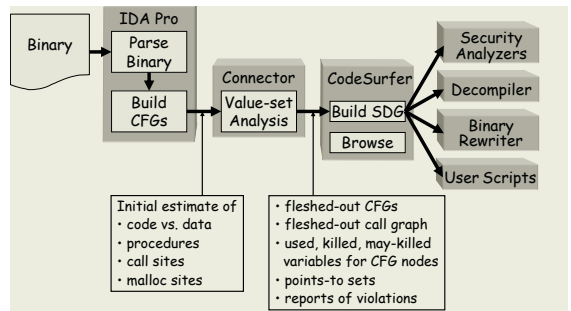 IDA Pro
Binary
Parse
Binary
Build
CFGs
Connector
Value-set
Analysis
CodeSurfer
Build SDG
Browse
Security
Analyzers
Decompiler
Binary
Rewriter
User Scripts
Initial estimate of
• code vs. data
• procedures
• call sites
• malloc sites
• fleshed-out CFGs
• fleshed-out call graph
• used, killed, may-killed
variables for CFG nodes
• points-to sets
• reports of violations